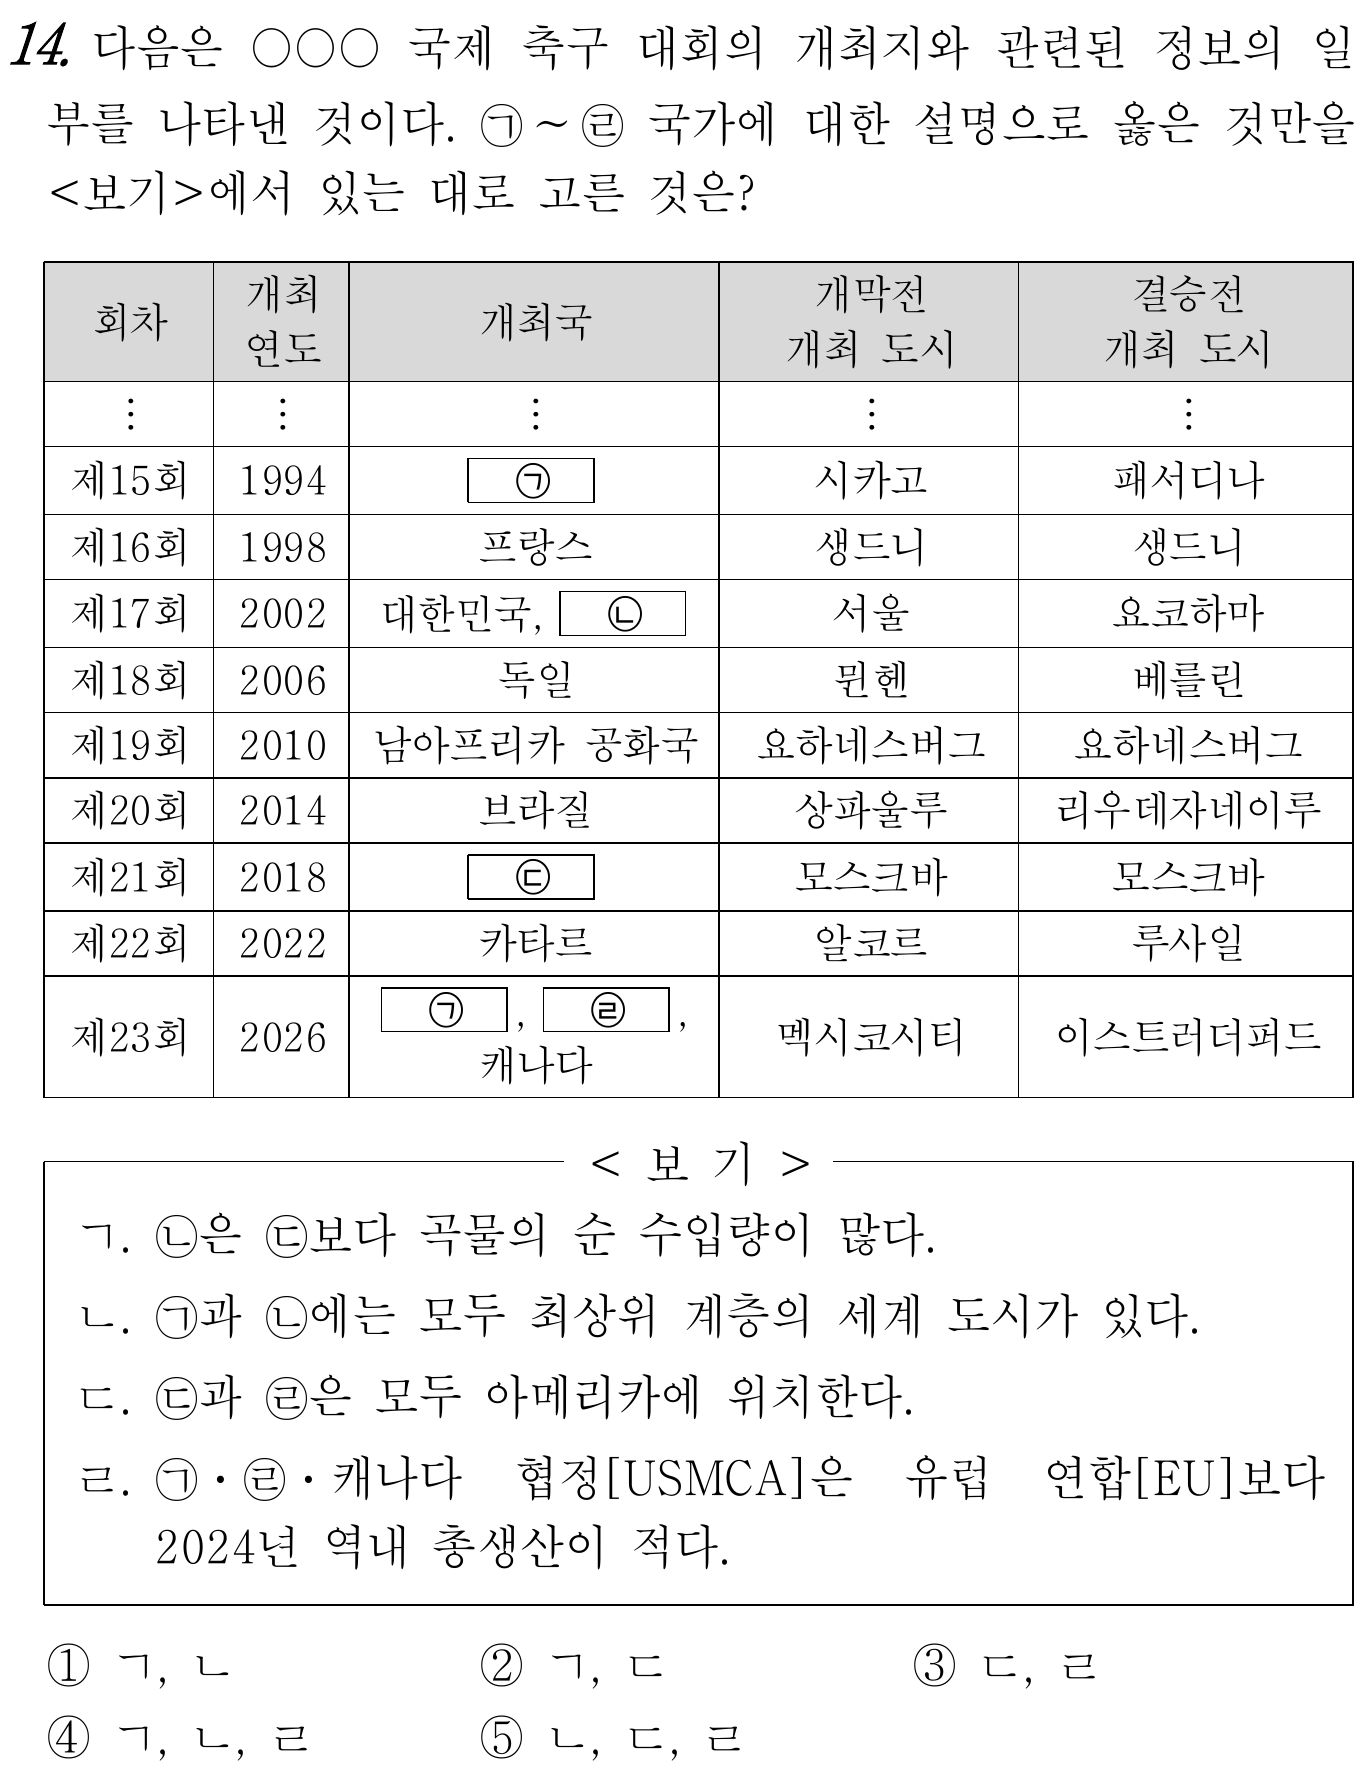 14. 다음은 ○○○ 국제 축구 대회의 개최지와 관련된 정보의 일
부를 나타낸 것이다. ㉠~㉣ 국가에 대한 설명으로 옳은 것만을
<보기>에서 있는 대로 고른 것은?
회차 개최 연도 개최국 개막전 개최 도시 결승전 개최 도시
⋮ ⋮ ⋮ ⋮ ⋮
제15회 1994 ㉠ 시카고 패서디나
제16회 1998 프랑스 생드니 생드니
제17회 2002 대한민국, ㉡ 서울 요코하마
제18회 2006 독일 뮌헨 베를린
제19회 2010 남아프리카 공화국 요하네스버그 요하네스버그
제20회 2014 브라질 상파울루 리우데자네이루
제21회 2018 ㉢ 모스크바 모스크바
제22회 2022 카타르 알코르 루사일
제23회 2026 ㉠, ㉣, 캐나다 멕시코시티 이스트러더퍼드
< 보 기 >
ㄱ. ㉡은 ㉢보다 곡물의 순 수입량이 많다.
ㄴ. ㉠과 ㉡에는 모두 최상위 계층의 세계 도시가 있다.
ㄷ. ㉢과 ㉣은 모두 아메리카에 위치한다.
ㄹ. ㉠·㉣·캐나다 협정[USMCA]은 유럽 연합[EU]보다
2024년 역내 총생산이 적다.
① ㄱ, ㄴ ② ㄱ, ㄷ ③ ㄷ, ㄹ
④ ㄱ, ㄴ, ㄹ ⑤ ㄴ, ㄷ, ㄹ